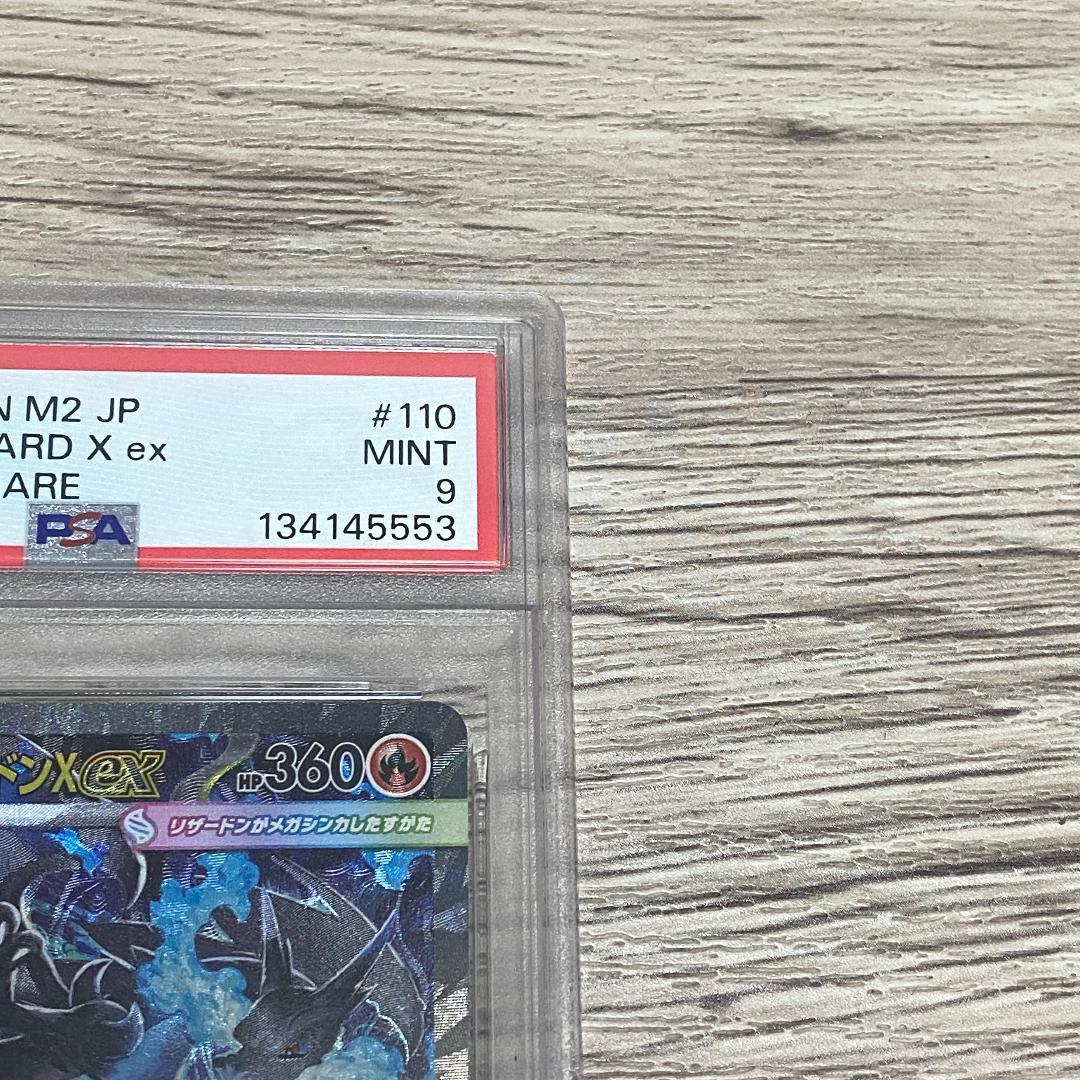 N M2 JP #110
ARD X ex MINT
ARE 9
PSA 134145553
ドンXex HP360
リザードンがメガシンカしたすがた